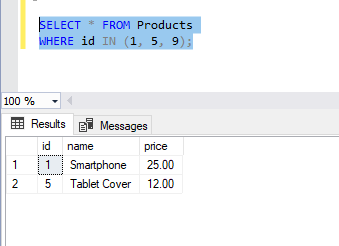 SELECT * FROM Products
WHERE id IN (1, 5, 9);
100 %
Results Messages
id name price
1 1 Smartphone 25.00
2 5 Tablet Cover 12.00